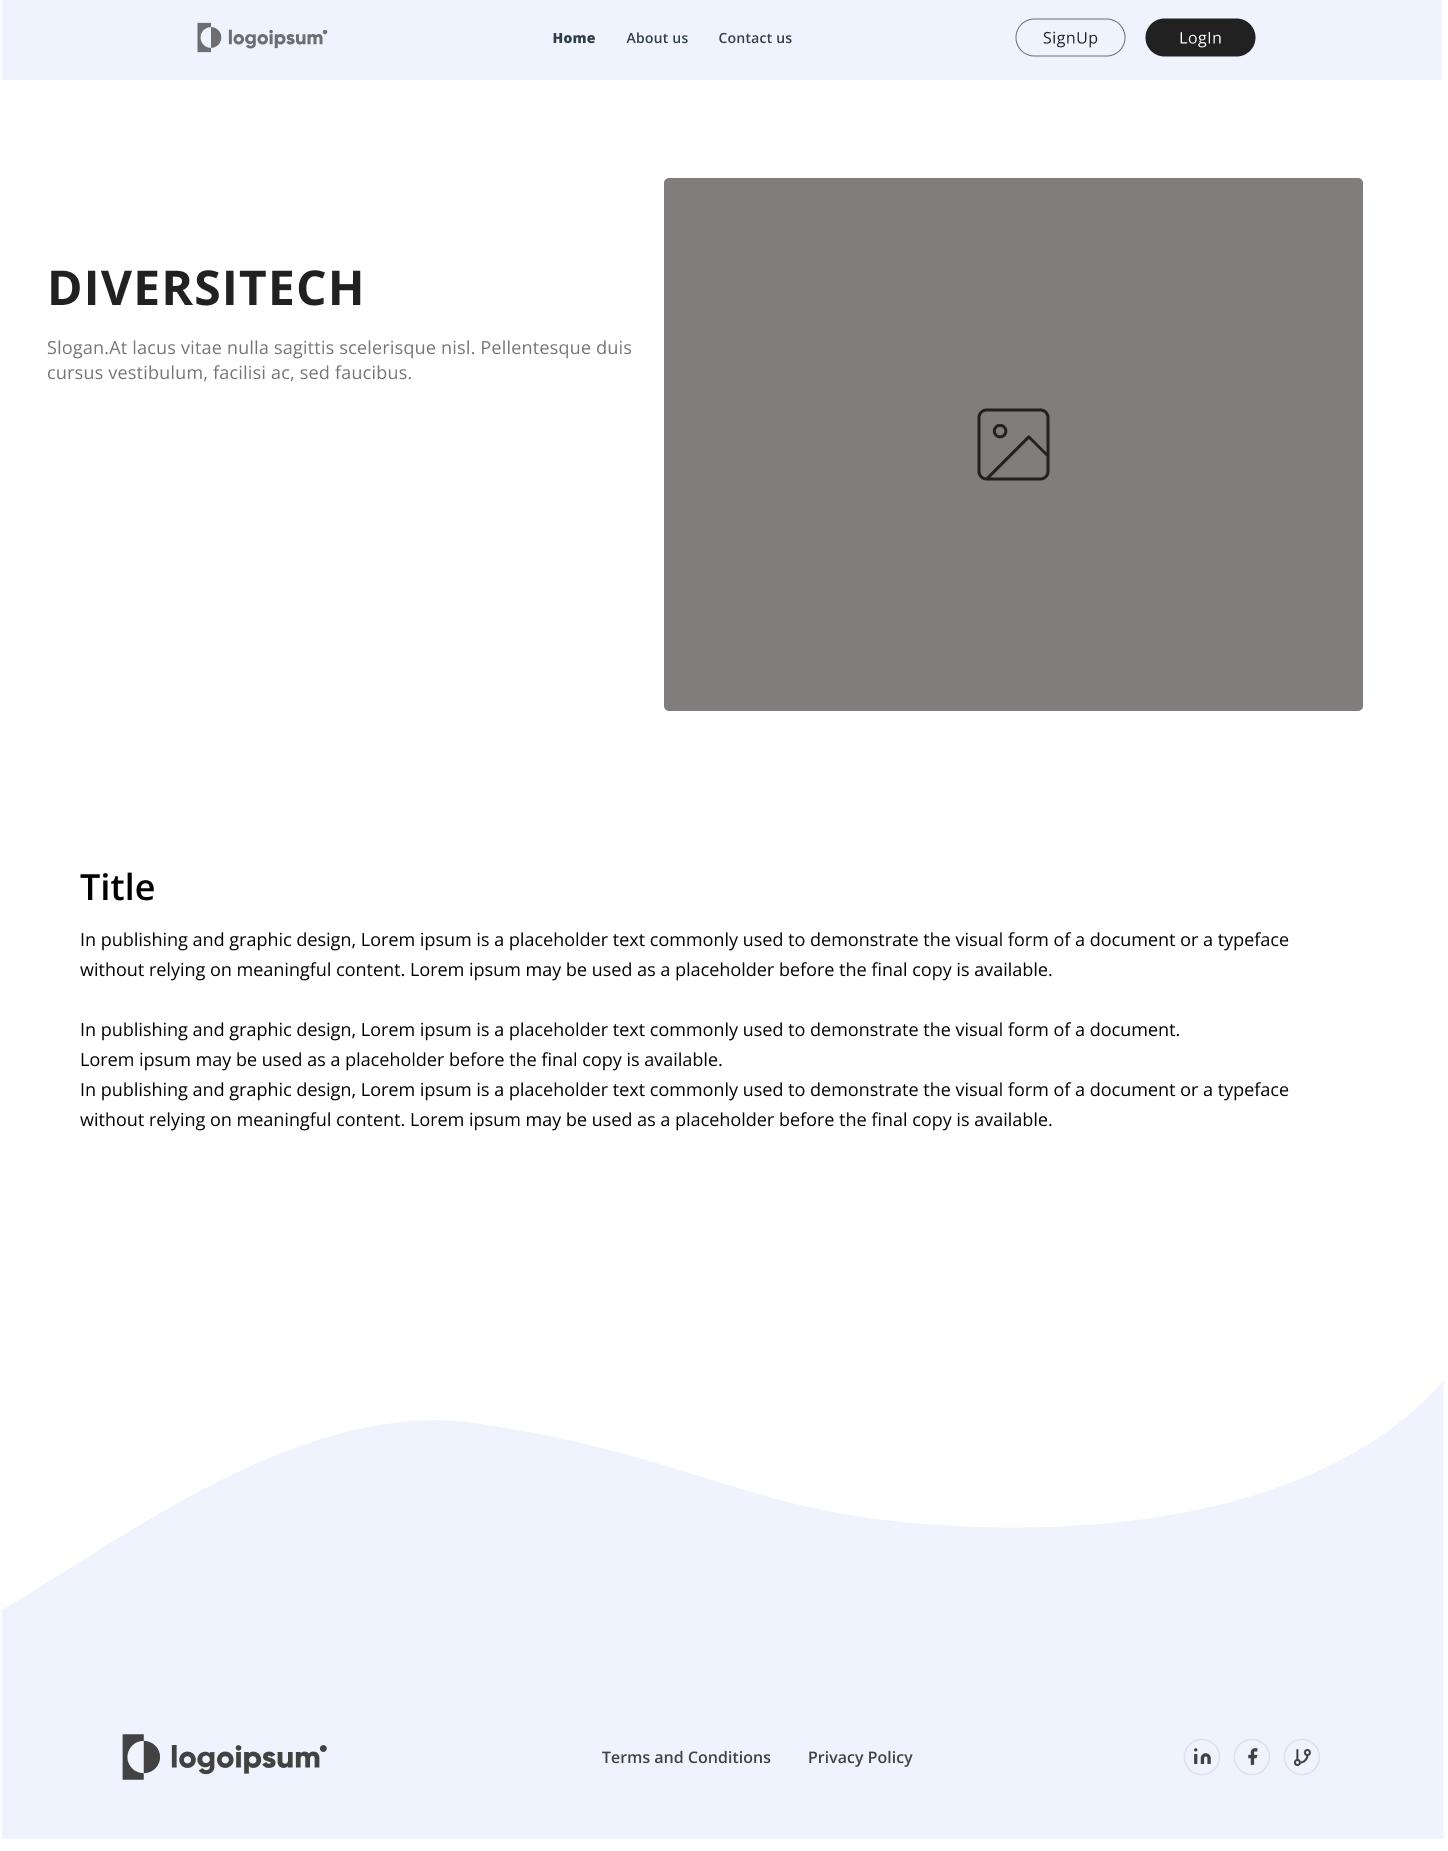 logoipsum
Home
About us
Contact us
SignUp
LogIn
DIVERSITECH
Slogan.At lacus vitae nulla sagittis scelerisque nisl. Pellentesque duis
cursus vestibulum, facilisi ac, sed faucibus.
Title
In publishing and graphic design, Lorem ipsum is a placeholder text commonly used to demonstrate the visual form of a document or a typeface
without relying on meaningful content. Lorem ipsum may be used as a placeholder before the final copy is available.
In publishing and graphic design, Lorem ipsum is a placeholder text commonly used to demonstrate the visual form of a document.
Lorem ipsum may be used as a placeholder before the final copy is available.
In publishing and graphic design, Lorem ipsum is a placeholder text commonly used to demonstrate the visual form of a document or a typeface
without relying on meaningful content. Lorem ipsum may be used as a placeholder before the final copy is available.
logoipsum
Terms and Conditions
Privacy Policy
in
f